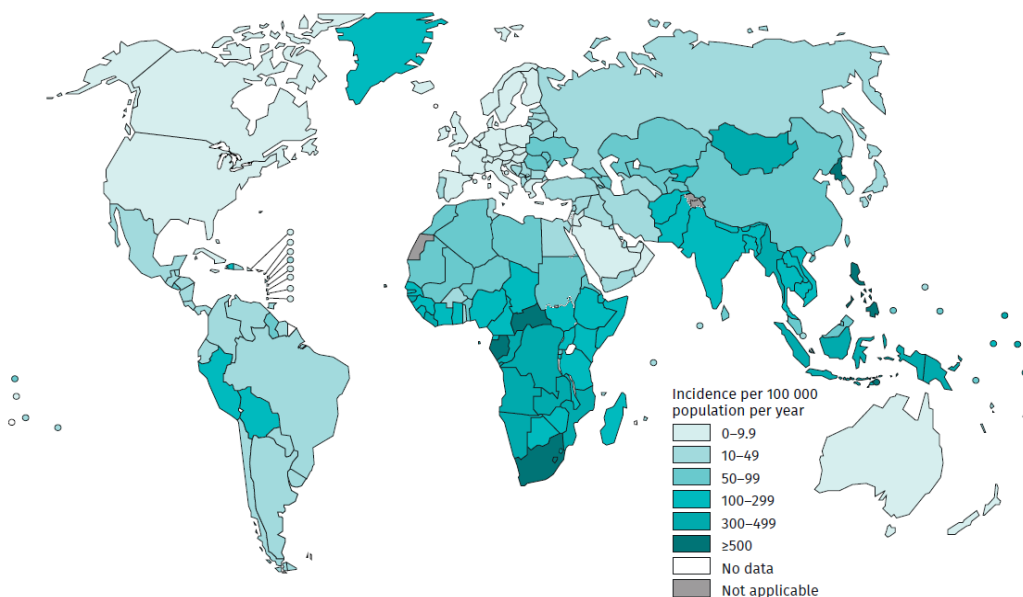 Incidence per 100 000
population per year
0–9.9
10–49
50–99
100–299
300–499
≥500
No data
Not applicable